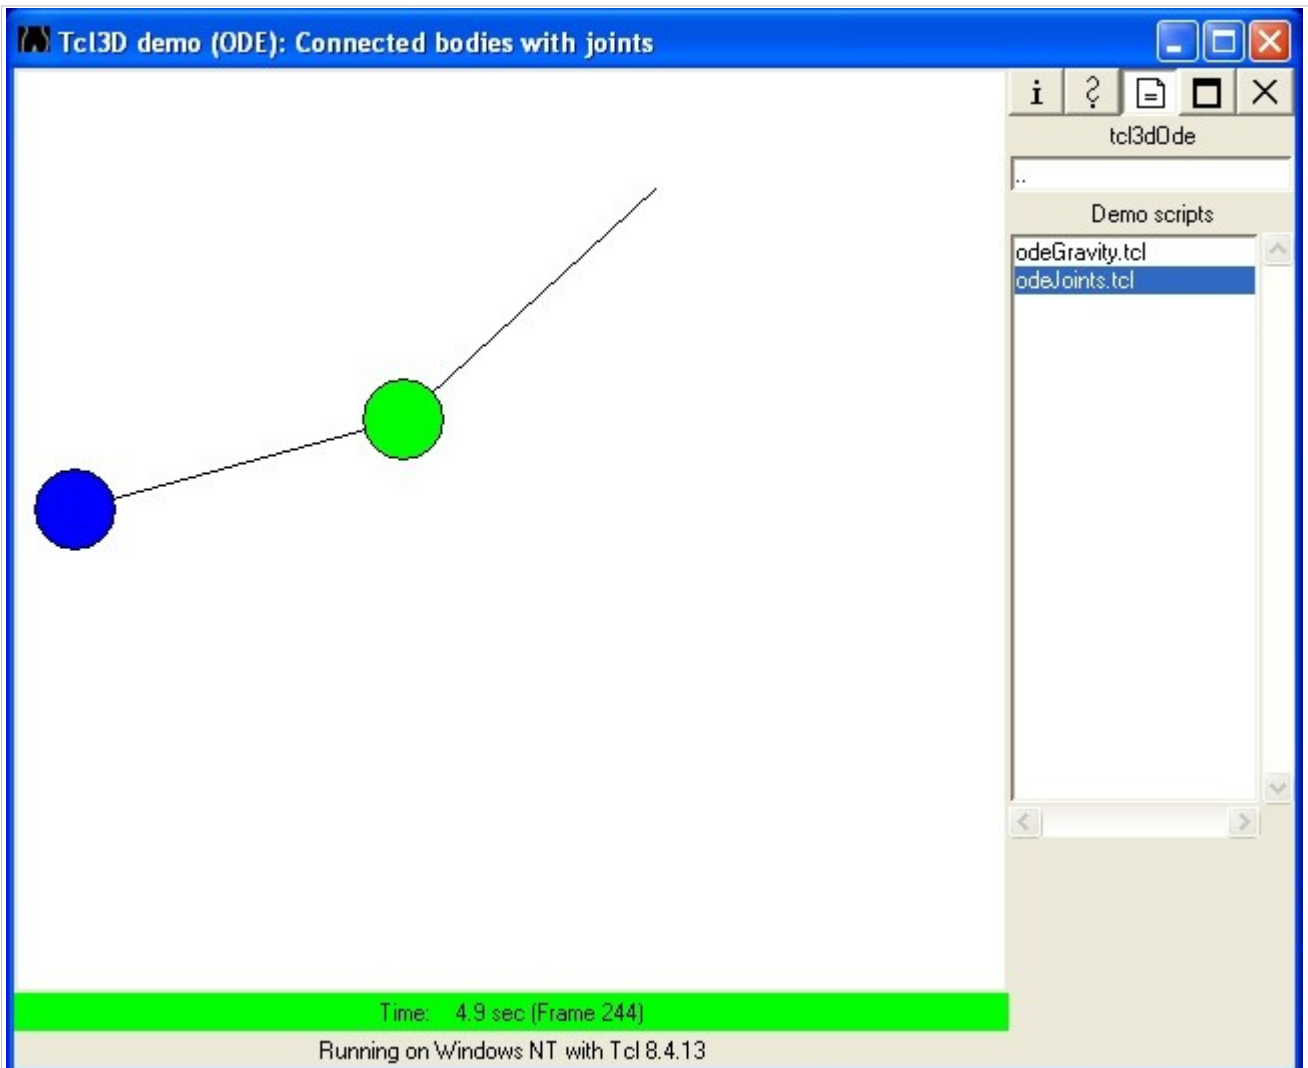 Tcl3D demo (ODE): Connected bodies with joints
i ?
tcl3dOde
..
Demo scripts
odeGravity.tcl
odeJoints.tcl
Time: 4.9 sec (Frame 244)
Running on Windows NT with Tcl 8.4.13